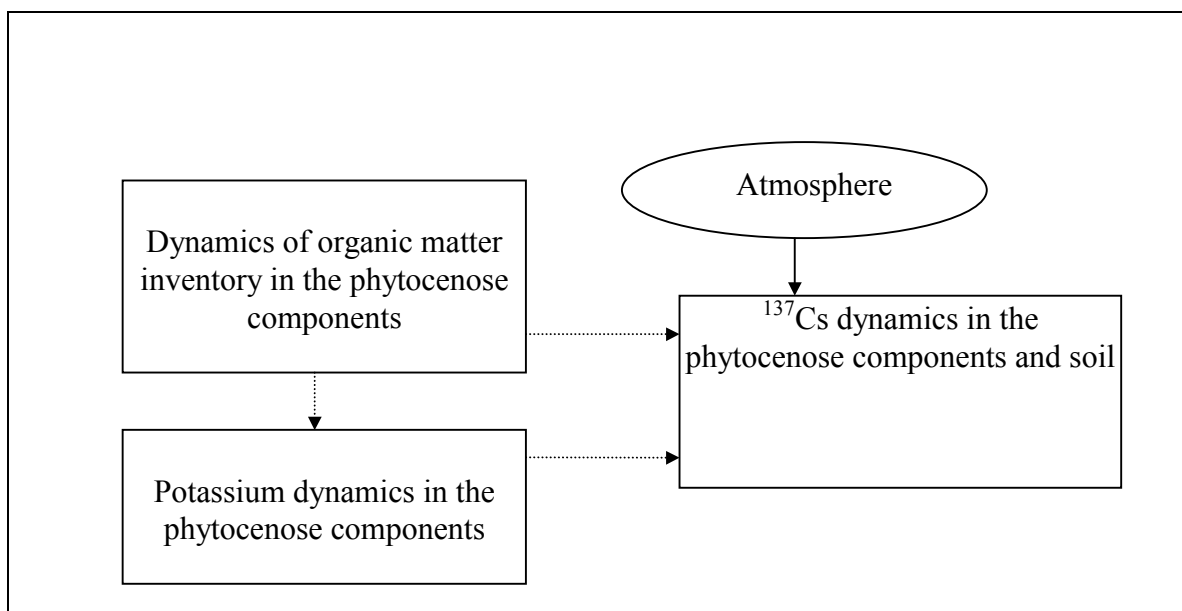 Atmosphere
Dynamics of organic matter
inventory in the phytocenose
components
¹³⁷Cs dynamics in the
phytocenose components and soil
Potassium dynamics in the
phytocenose components